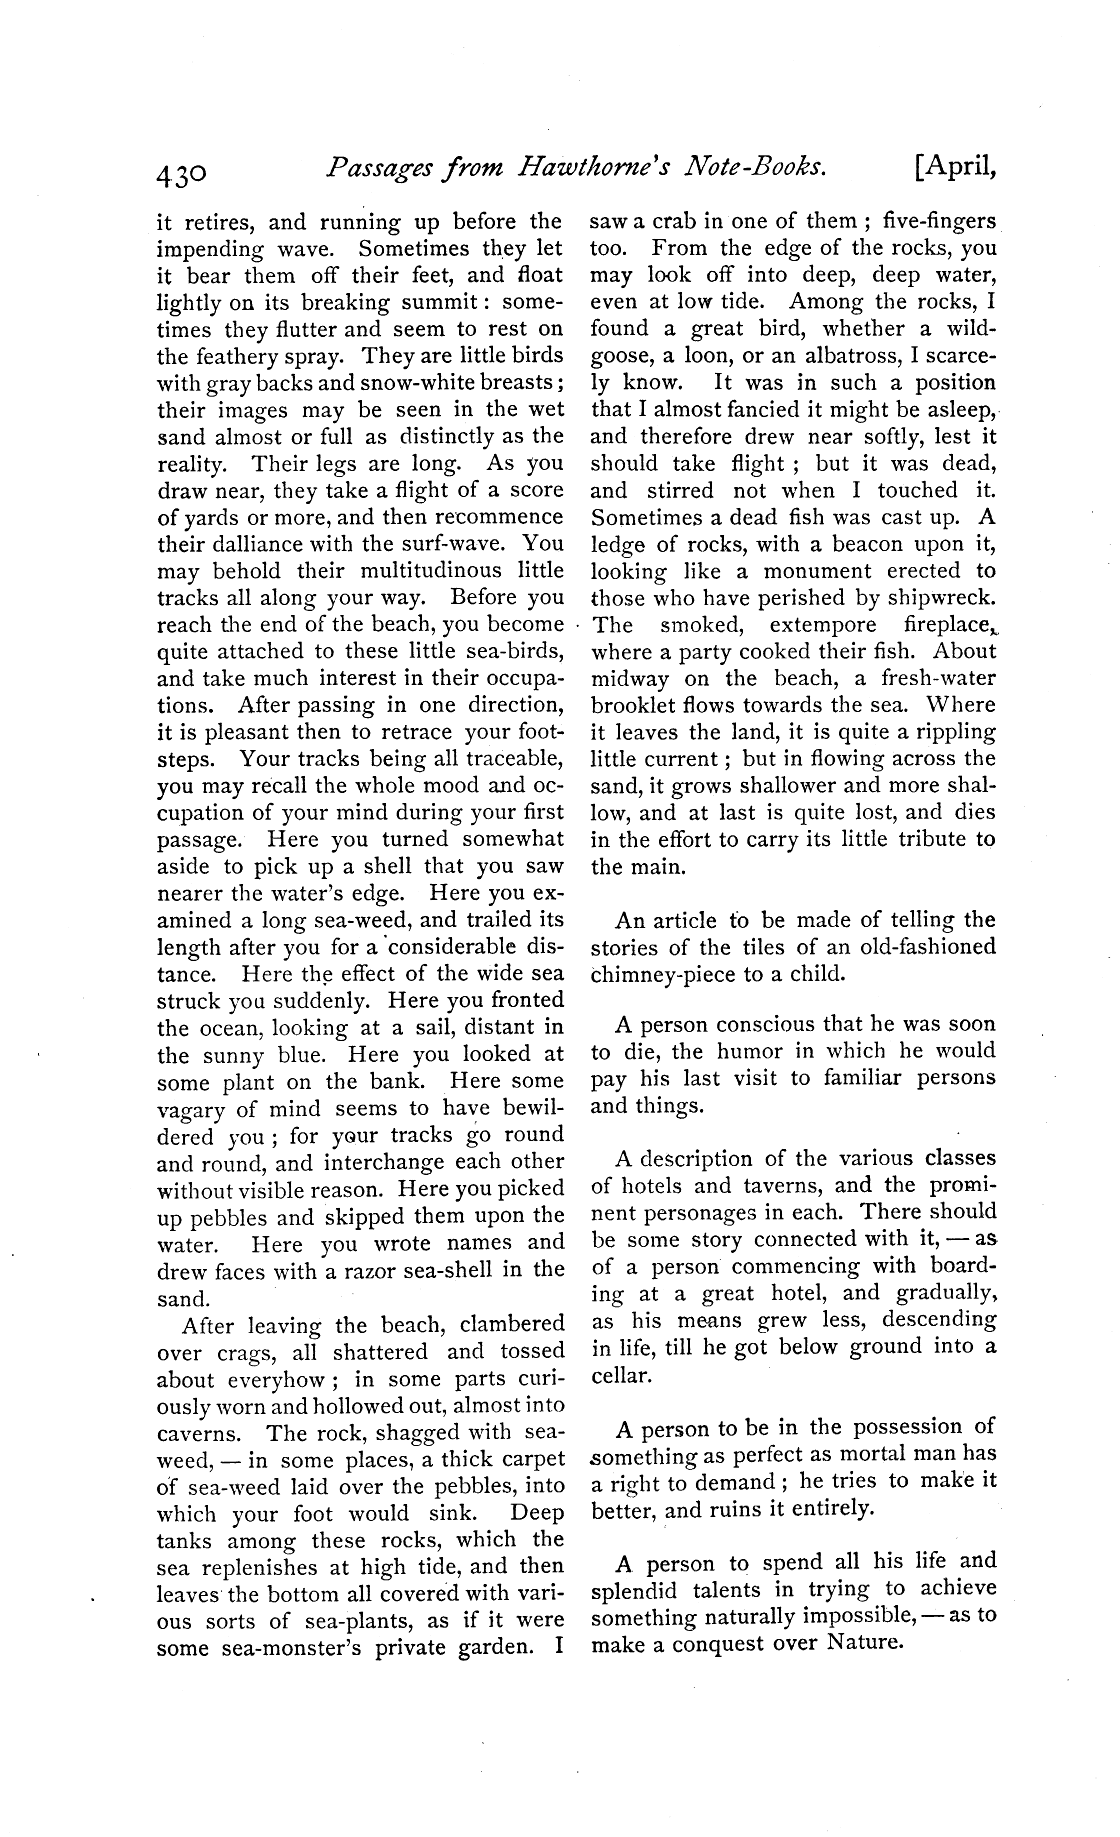 430 Passages from Hawthorne's Note-Books. [April,
it retires, and running up before the
impending wave. Sometimes they let
it bear them off their feet, and float
lightly on its breaking summit : some-
times they flutter and seem to rest on
the feathery spray. They are little birds
with gray backs and snow-white breasts ;
their images may be seen in the wet
sand almost or full as distinctly as the
reality. Their legs are long. As you
draw near, they take a flight of a score
of yards or more, and then recommence
their dalliance with the surf-wave. You
may behold their multitudinous little
tracks all along your way. Before you
reach the end of the beach, you become
quite attached to these little sea-birds,
and take much interest in their occupa-
tions. After passing in one direction,
it is pleasant then to retrace your foot-
steps. Your tracks being all traceable,
you may recall the whole mood and oc-
cupation of your mind during your first
passage. Here you turned somewhat
aside to pick up a shell that you saw
nearer the water's edge. Here you ex-
amined a long sea-weed, and trailed its
length after you for a considerable dis-
tance. Here the effect of the wide sea
struck you suddenly. Here you fronted
the ocean, looking at a sail, distant in
the sunny blue. Here you looked at
some plant on the bank. Here some
vagary of mind seems to have bewil-
dered you ; for your tracks go round
and round, and interchange each other
without visible reason. Here you picked
up pebbles and skipped them upon the
water. Here you wrote names and
drew faces with a razor sea-shell in the
sand.
After leaving the beach, clambered
over crags, all shattered and tossed
about everyhow ; in some parts curi-
ously worn and hollowed out, almost into
caverns. The rock, shagged with sea-
weed, — in some places, a thick carpet
of sea-weed laid over the pebbles, into
which your foot would sink. Deep
tanks among these rocks, which the
sea replenishes at high tide, and then
leaves the bottom all covered with vari-
ous sorts of sea-plants, as if it were
some sea-monster's private garden. I
saw a crab in one of them ; five-fingers
too. From the edge of the rocks, you
may look off into deep, deep water,
even at low tide. Among the rocks, I
found a great bird, whether a wild-
goose, a loon, or an albatross, I scarce-
ly know. It was in such a position
that I almost fancied it might be asleep,
and therefore drew near softly, lest it
should take flight ; but it was dead,
and stirred not when I touched it.
Sometimes a dead fish was cast up. A
ledge of rocks, with a beacon upon it,
looking like a monument erected to
those who have perished by shipwreck.
The smoked, extempore fireplace,
where a party cooked their fish. About
midway on the beach, a fresh-water
brooklet flows towards the sea. Where
it leaves the land, it is quite a rippling
little current ; but in flowing across the
sand, it grows shallower and more shal-
low, and at last is quite lost, and dies
in the effort to carry its little tribute to
the main.
An article to be made of telling the
stories of the tiles of an old-fashioned
chimney-piece to a child.
A person conscious that he was soon
to die, the humor in which he would
pay his last visit to familiar persons
and things.
A description of the various classes
of hotels and taverns, and the promi-
nent personages in each. There should
be some story connected with it, — as
of a person commencing with board-
ing at a great hotel, and gradually,
as his means grew less, descending
in life, till he got below ground into a
cellar.
A person to be in the possession of
something as perfect as mortal man has
a right to demand ; he tries to make it
better, and ruins it entirely.
A person to spend all his life and
splendid talents in trying to achieve
something naturally impossible, — as to
make a conquest over Nature.